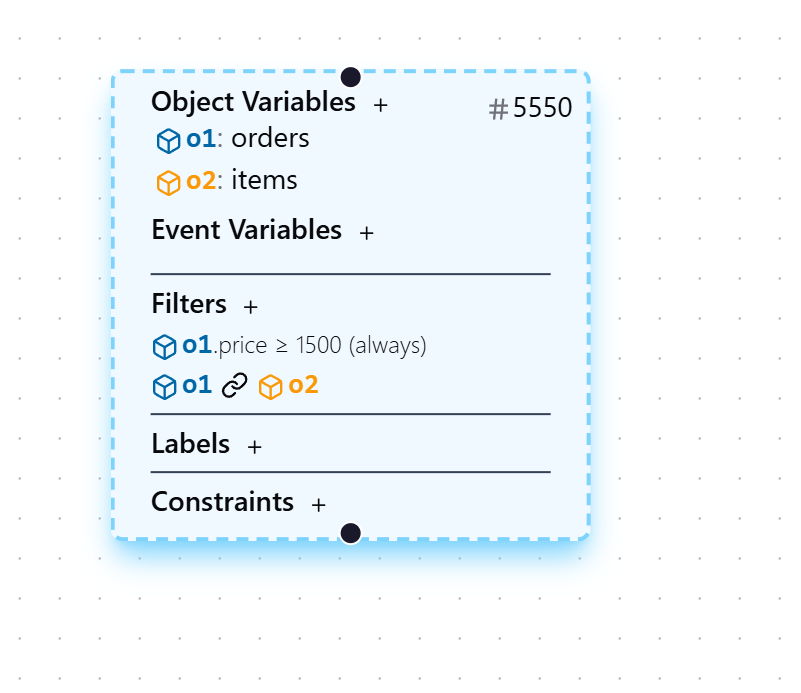 Object Variables +
#5550
o1: orders
o2: items
Event Variables +
Filters +
o1.price ≥ 1500 (always)
o1 o2
Labels +
Constraints +